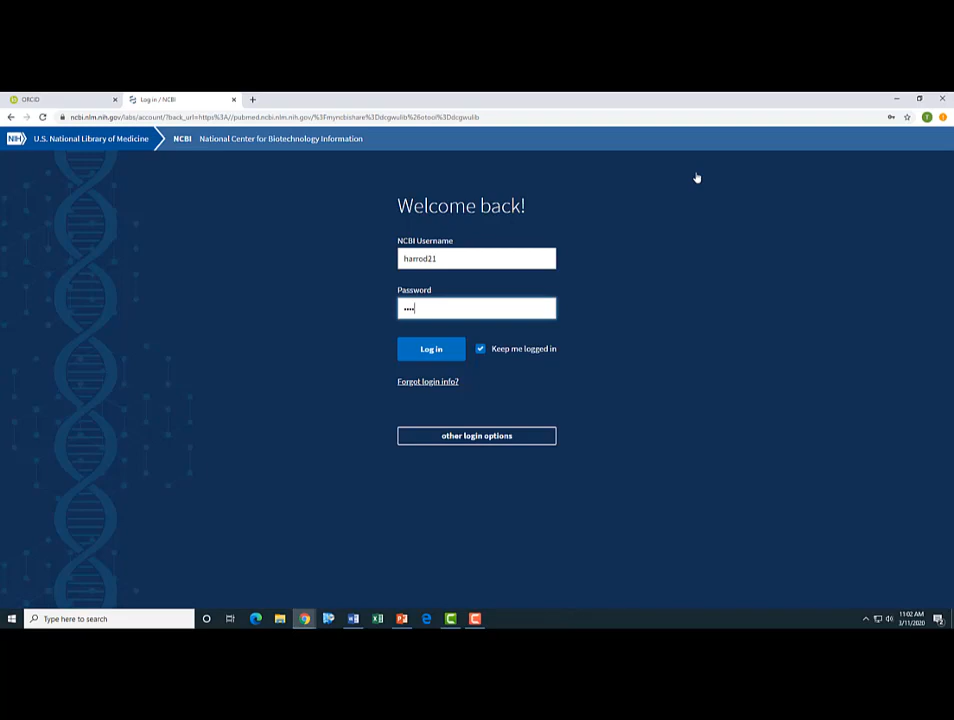 ORCID
Log in / NCBI
ncbi.nlm.nih.gov/labs/account/?back_url=https%3A//pubmed.ncbi.nlm.nih.gov/%3Fmyncbishare%3Ddcgwulib%26otool%3Ddcgwulib
NIH U.S. National Library of Medicine NCBI National Center for Biotechnology Information
Welcome back!
NCBI Username
harrod21
Password
••••
Log in Keep me logged in
Forgot login info?
other login options
Type here to search
11:02 AM
3/11/2020